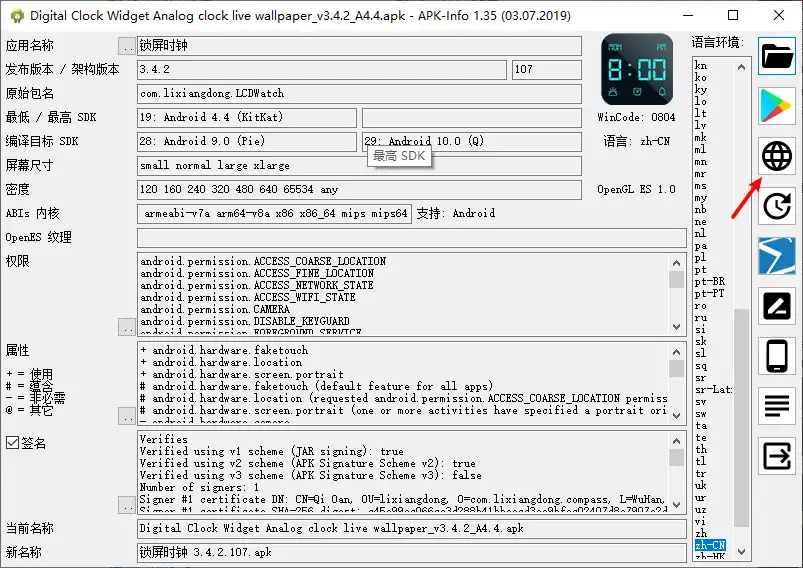 Digital Clock Widget Analog clock live wallpaper_v3.4.2_A4.4.apk - APK-Info 1.35 (03.07.2019)
应用名称
..
锁屏时钟
发布版本 / 架构版本
3.4.2
107
原始包名
com.lixiangdong.LCDWatch
最低 / 最高 SDK
19: Android 4.4 (KitKat)
编译目标 SDK
28: Android 9.0 (Pie)
29: Android 10.0 (Q)
最高 SDK
屏幕尺寸
small normal large xlarge
密度
120 160 240 320 480 640 65534 any
ABIs 内核
armeabi-v7a arm64-v8a x86 x86_64 mips mips64
支持: Android
OpenES 纹理
权限
android.permission.ACCESS_COARSE_LOCATION
android.permission.ACCESS_FINE_LOCATION
android.permission.ACCESS_NETWORK_STATE
android.permission.ACCESS_WIFI_STATE
android.permission.CAMERA
android.permission.DISABLE_KEYGUARD
android.permission.FOREGROUND_SERVICE
..
属性
+ = 使用
# = 蕴含
- = 非必需
@ = 其它
+ android.hardware.faketouch
+ android.hardware.location
+ android.hardware.screen.portrait
# android.hardware.faketouch (default feature for all apps)
# android.hardware.location (requested android.permission.ACCESS_COARSE_LOCATION permiss
# android.hardware.screen.portrait (one or more activities have specified a portrait ori
- android.hardware.camera
..
签名
Verifies
Verified using v1 scheme (JAR signing): true
Verified using v2 scheme (APK Signature Scheme v2): true
Verified using v3 scheme (APK Signature Scheme v3): false
Number of signers: 1
Signer #1 certificate DN: CN=Qi Oan, OU=lixiangdong, O=com.lixiangdong.compass, L=WuHan,
..
当前名称
Digital Clock Widget Analog clock live wallpaper_v3.4.2_A4.4.apk
新名称
锁屏时钟 3.4.2.107.apk
MON
AM
8:00
WinCode: 0804
语言: zh-CN
OpenGL ES 1.0
语言环境:
kn
ko
ky
lo
lt
lv
mk
ml
mn
mr
ms
my
nb
ne
nl
pa
pl
pt
pt-BR
pt-PT
ro
ru
si
sk
sl
sq
sr
sr-Lat
sv
sw
ta
te
th
tl
tr
uk
ur
uz
vi
zh
zh-CN
zh-HK